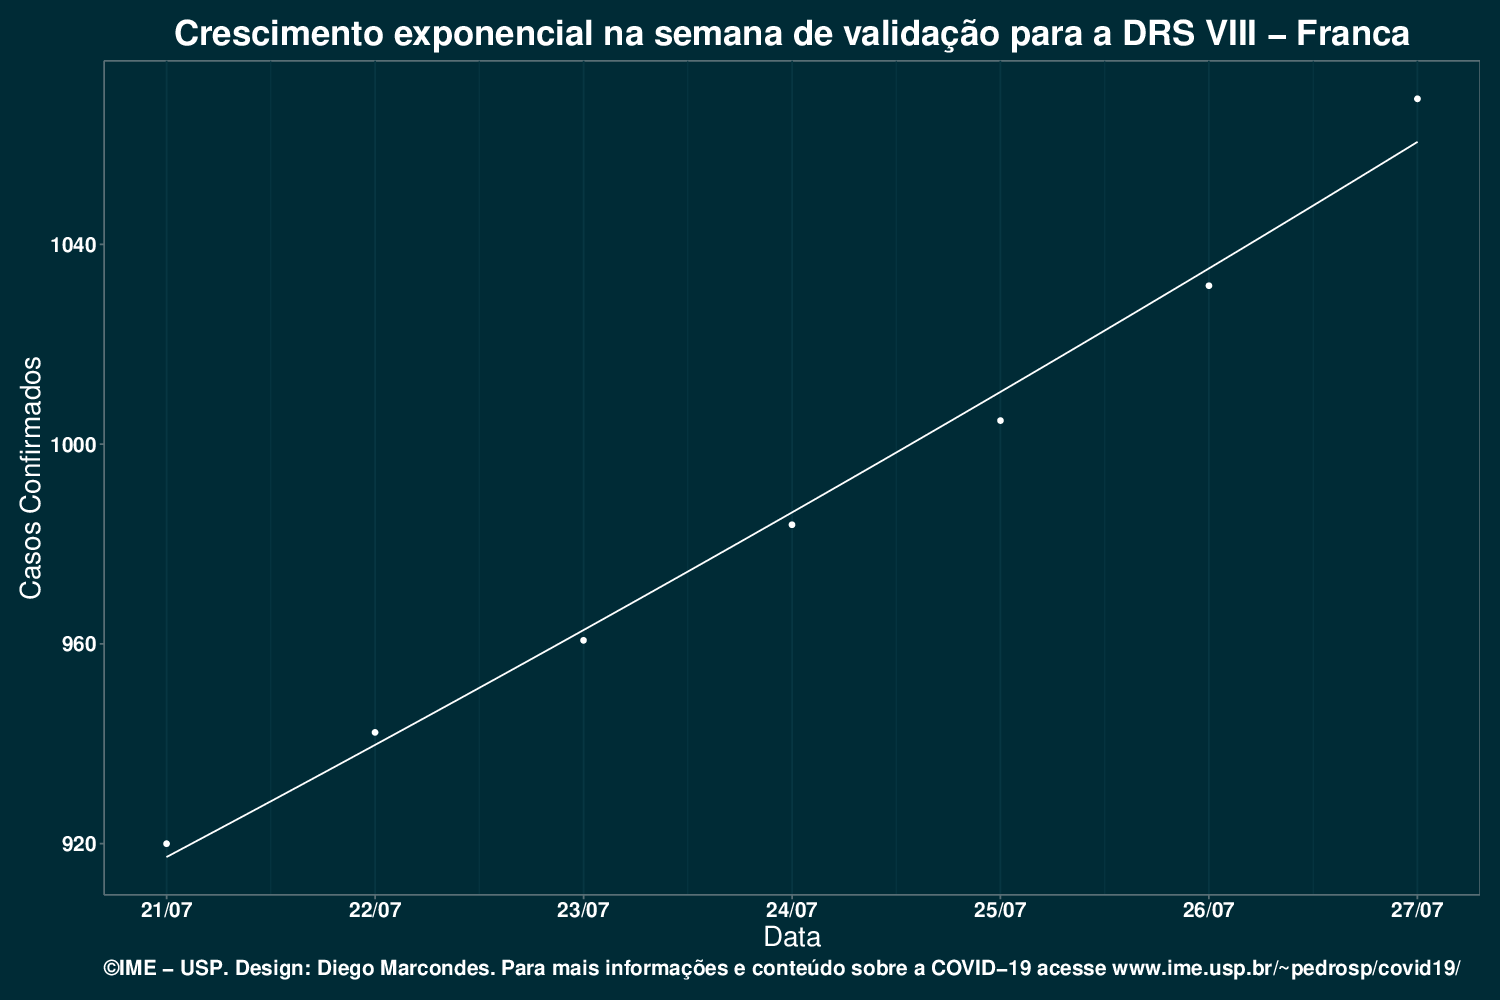 Crescimento exponencial na semana de validação para a DRS VIII – Franca
Casos Confirmados
1040
1000
960
920
21/07 22/07 23/07 24/07 25/07 26/07 27/07
Data
©IME – USP. Design: Diego Marcondes. Para mais informações e conteúdo sobre a COVID–19 acesse www.ime.usp.br/~pedrosp/covid19/